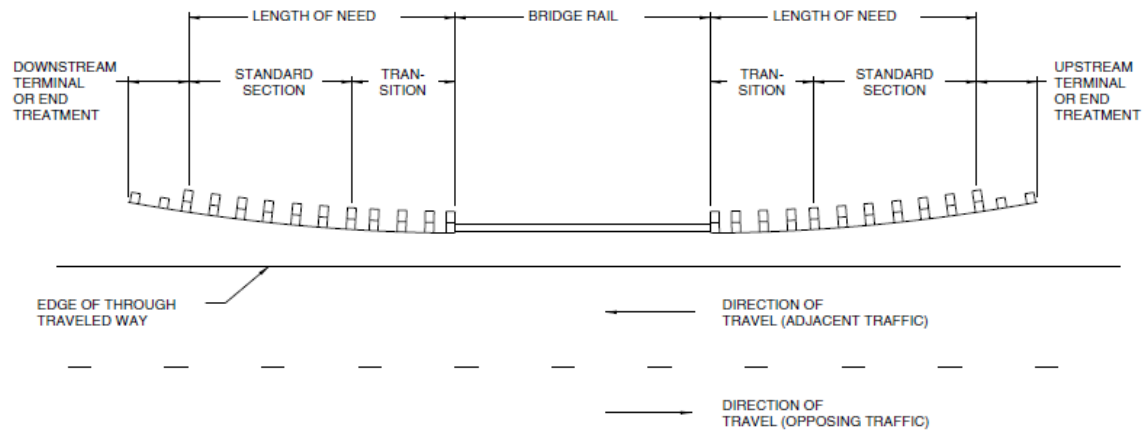 LENGTH OF NEED
BRIDGE RAIL
LENGTH OF NEED
DOWNSTREAM
TERMINAL
OR END
TREATMENT
STANDARD
SECTION
TRAN-
SITION
TRAN-
SITION
STANDARD
SECTION
UPSTREAM
TERMINAL
OR END
TREATMENT
EDGE OF THROUGH
TRAVELED WAY
DIRECTION OF
TRAVEL (ADJACENT TRAFFIC)
DIRECTION OF
TRAVEL (OPPOSING TRAFFIC)